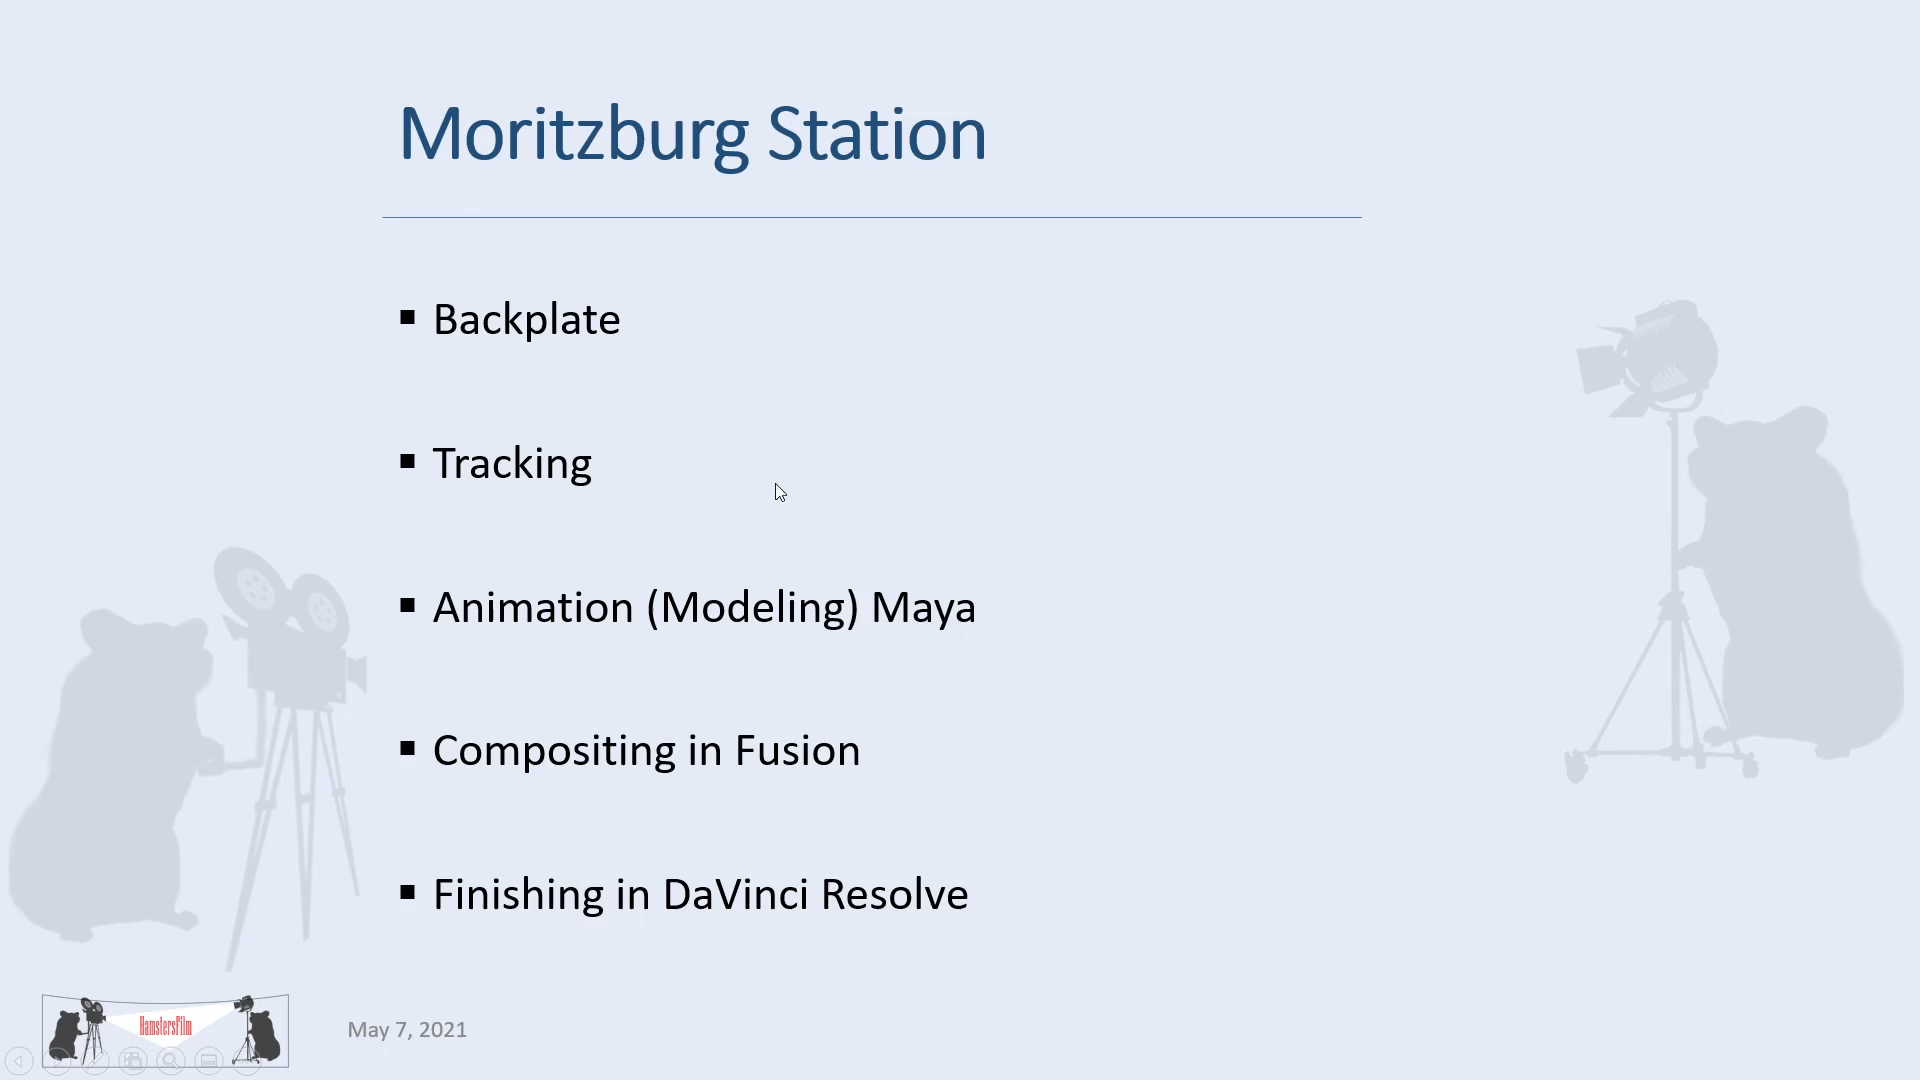 Moritzburg Station
▪ Backplate
▪ Tracking
▪ Animation (Modeling) Maya
▪ Compositing in Fusion
▪ Finishing in DaVinci Resolve
HamstersFilm
May 7, 2021